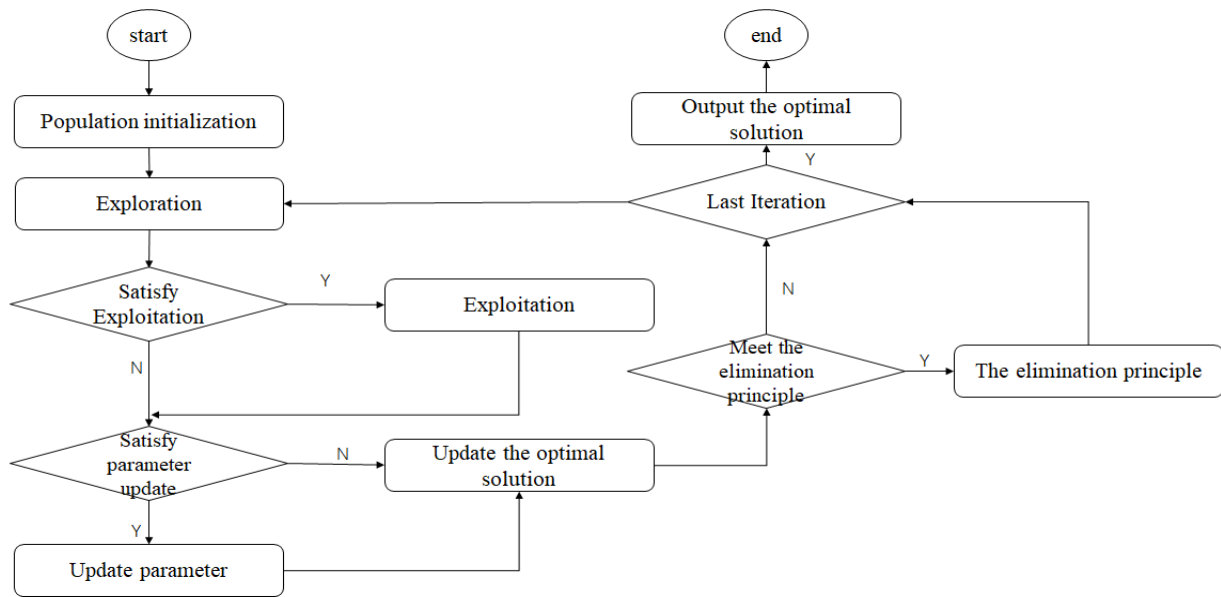 start
Population initialization
Exploration
Satisfy
Exploitation
Y
Exploitation
N
Satisfy
parameter
update
N
Y
Update parameter
Update the optimal
solution
Meet the
elimination
principle
Y
The elimination principle
N
Last Iteration
Y
Output the optimal
solution
end